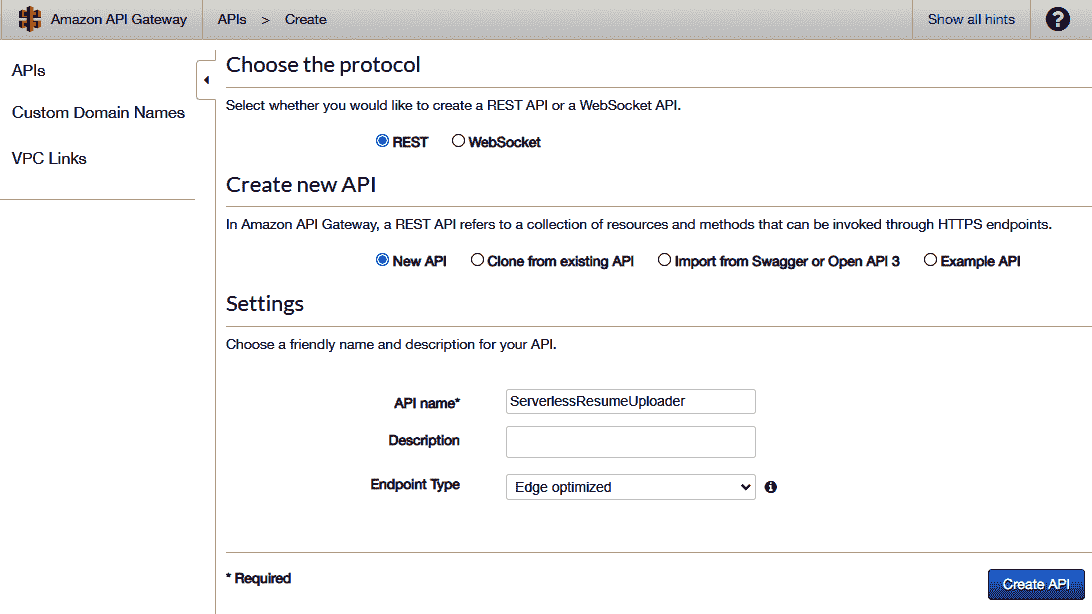 Amazon API Gateway APIs > Create Show all hints ?
APIs
Custom Domain Names
VPC Links
Choose the protocol
Select whether you would like to create a REST API or a WebSocket API.
REST WebSocket
Create new API
In Amazon API Gateway, a REST API refers to a collection of resources and methods that can be invoked through HTTPS endpoints.
New API Clone from existing API Import from Swagger or Open API 3 Example API
Settings
Choose a friendly name and description for your API.
API name* ServerlessResumeUploader
Description
Endpoint Type Edge optimized
* Required
Create API